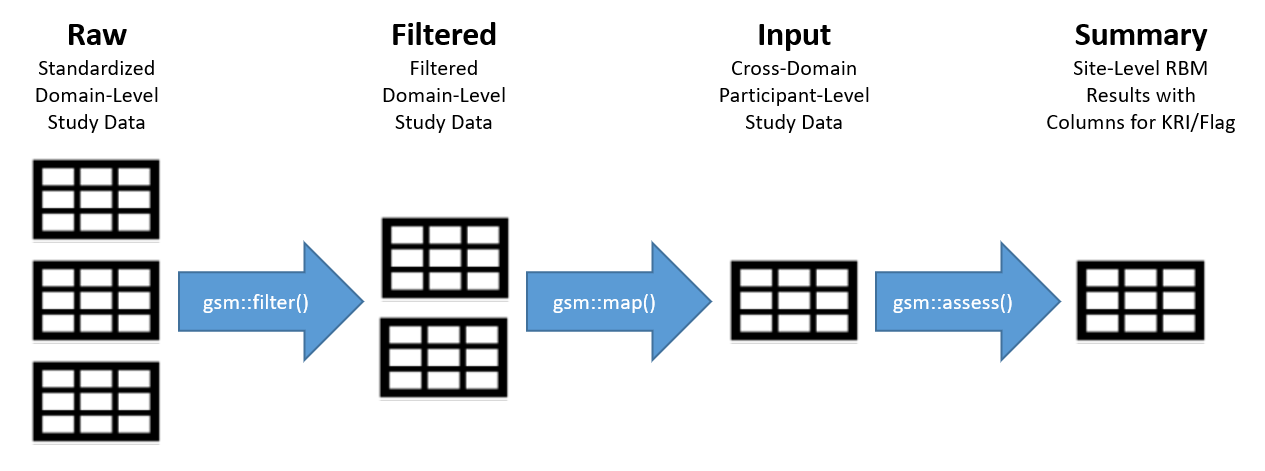 Raw
Standardized
Domain-Level
Study Data
Filtered
Filtered
Domain-Level
Study Data
Input
Cross-Domain
Participant-Level
Study Data
Summary
Site-Level RBM
Results with
Columns for KRI/Flag
gsm::filter()
gsm::map()
gsm::assess()